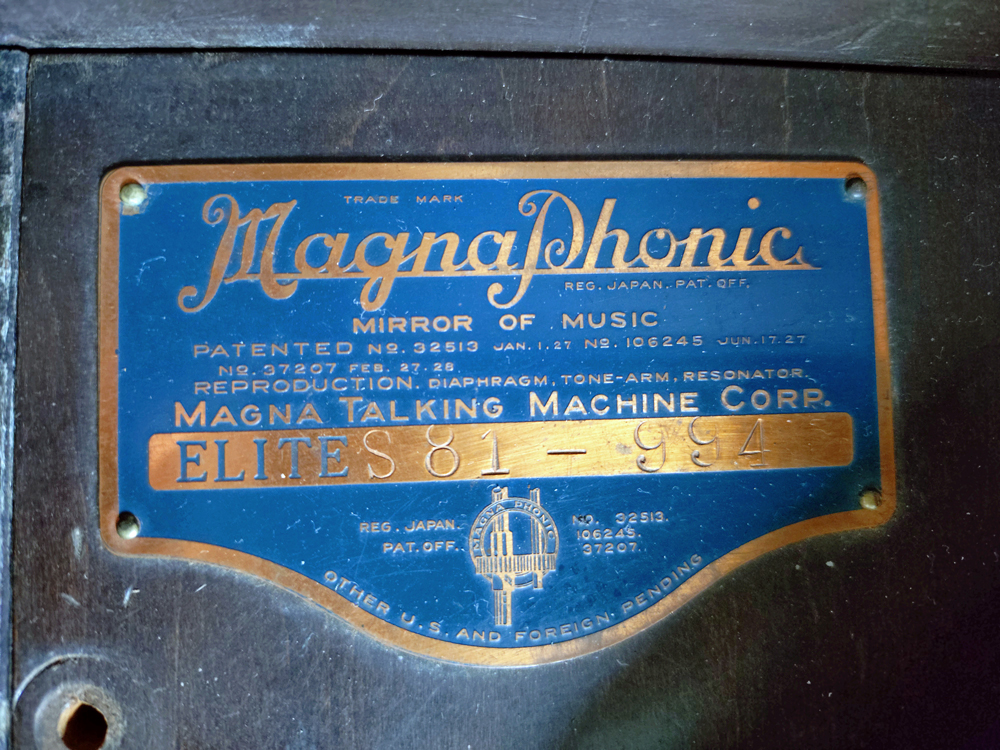 TRADE MARK
MagnaPhonic
REG. JAPAN. PAT. OFF.
MIRROR OF MUSIC
PATENTED No. 32513 JAN. 1. 27 No. 106245 JUN. 17. 27
No. 37207 FEB. 27. 28
REPRODUCTION. DIAPHRAGM, TONE-ARM, RESONATOR.
MAGNA TALKING MACHINE CORP.
ELITE S 81 - 994
REG. JAPAN.
PAT. OFF.
MAGNA PHONIC
No. 32513.
106245.
37207.
OTHER U.S. AND FOREIGN. PENDING